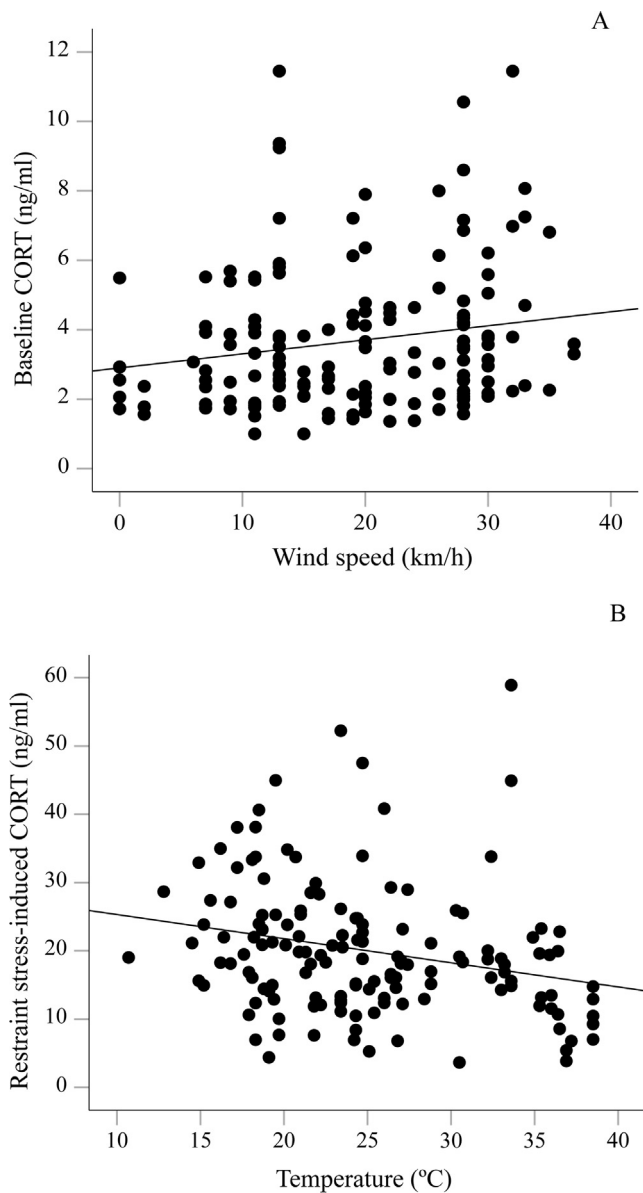 A
Baseline CORT (ng/ml)
12
10
8
6
4
2
0
0 10 20 30 40
Wind speed (km/h)
B
Restraint stress-induced CORT (ng/ml)
60
50
40
30
20
10
0
10 15 20 25 30 35 40
Temperature (ºC)